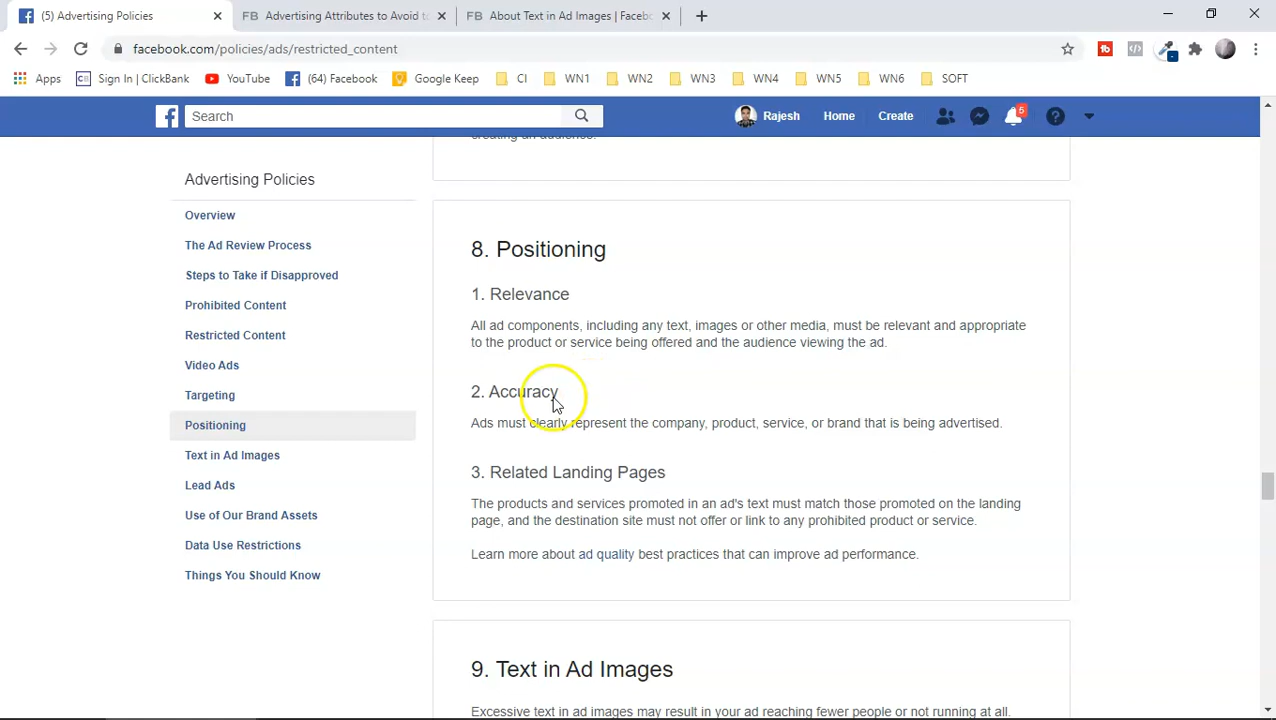 (5) Advertising Policies
FB Advertising Attributes to Avoid to
FB About Text in Ad Images | Faceb
facebook.com/policies/ads/restricted_content
Apps
CB Sign In | ClickBank
YouTube
(64) Facebook
Google Keep
CI
WN1
WN2
WN3
WN4
WN5
WN6
SOFT
Search
Rajesh
Home
Create
5
creating an audience.
Advertising Policies
Overview
The Ad Review Process
Steps to Take if Disapproved
Prohibited Content
Restricted Content
Video Ads
Targeting
Positioning
Text in Ad Images
Lead Ads
Use of Our Brand Assets
Data Use Restrictions
Things You Should Know
8. Positioning
1. Relevance
All ad components, including any text, images or other media, must be relevant and appropriate
to the product or service being offered and the audience viewing the ad.
2. Accuracy
Ads must clearly represent the company, product, service, or brand that is being advertised.
3. Related Landing Pages
The products and services promoted in an ad's text must match those promoted on the landing
page, and the destination site must not offer or link to any prohibited product or service.
Learn more about ad quality best practices that can improve ad performance.
9. Text in Ad Images
Excessive text in ad images may result in your ad reaching fewer people or not running at all.